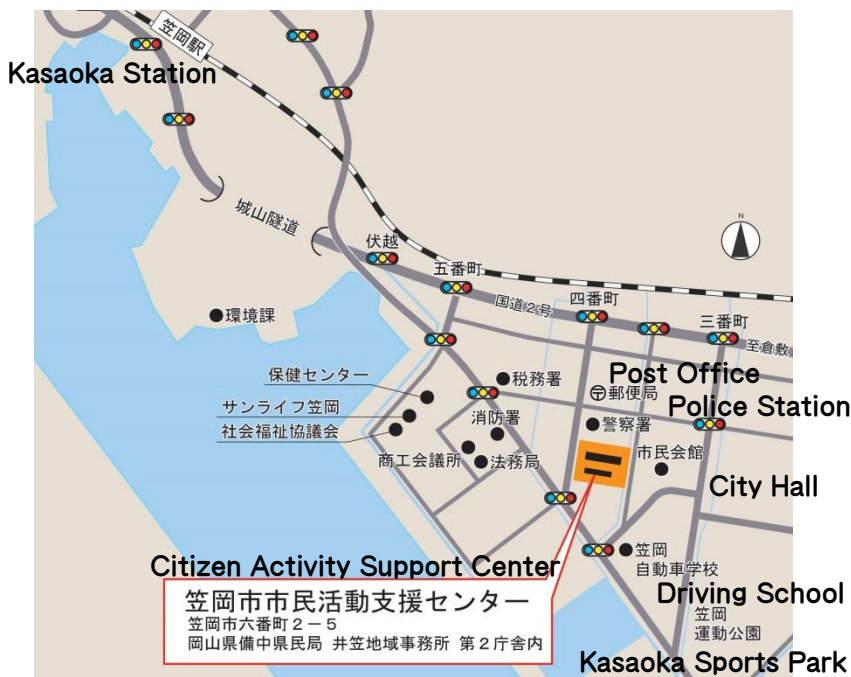 笠岡駅
Kasaoka Station
城山隧道
伏越
N
五番町
国道2号
四番町
三番町
至倉敷
環境課
保健センター
税務署
Post Office
〒郵便局
サンライフ笠岡
消防署
Police Station
社会福祉協議会
警察署
商工会議所
法務局
市民会館
City Hall
Citizen Activity Support Center
笠岡
自動車学校
笠岡市市民活動支援センター
笠岡市六番町2-5
岡山県備中県民局 井笠地域事務所 第2庁舎内
Driving School
笠岡
運動公園
Kasaoka Sports Park